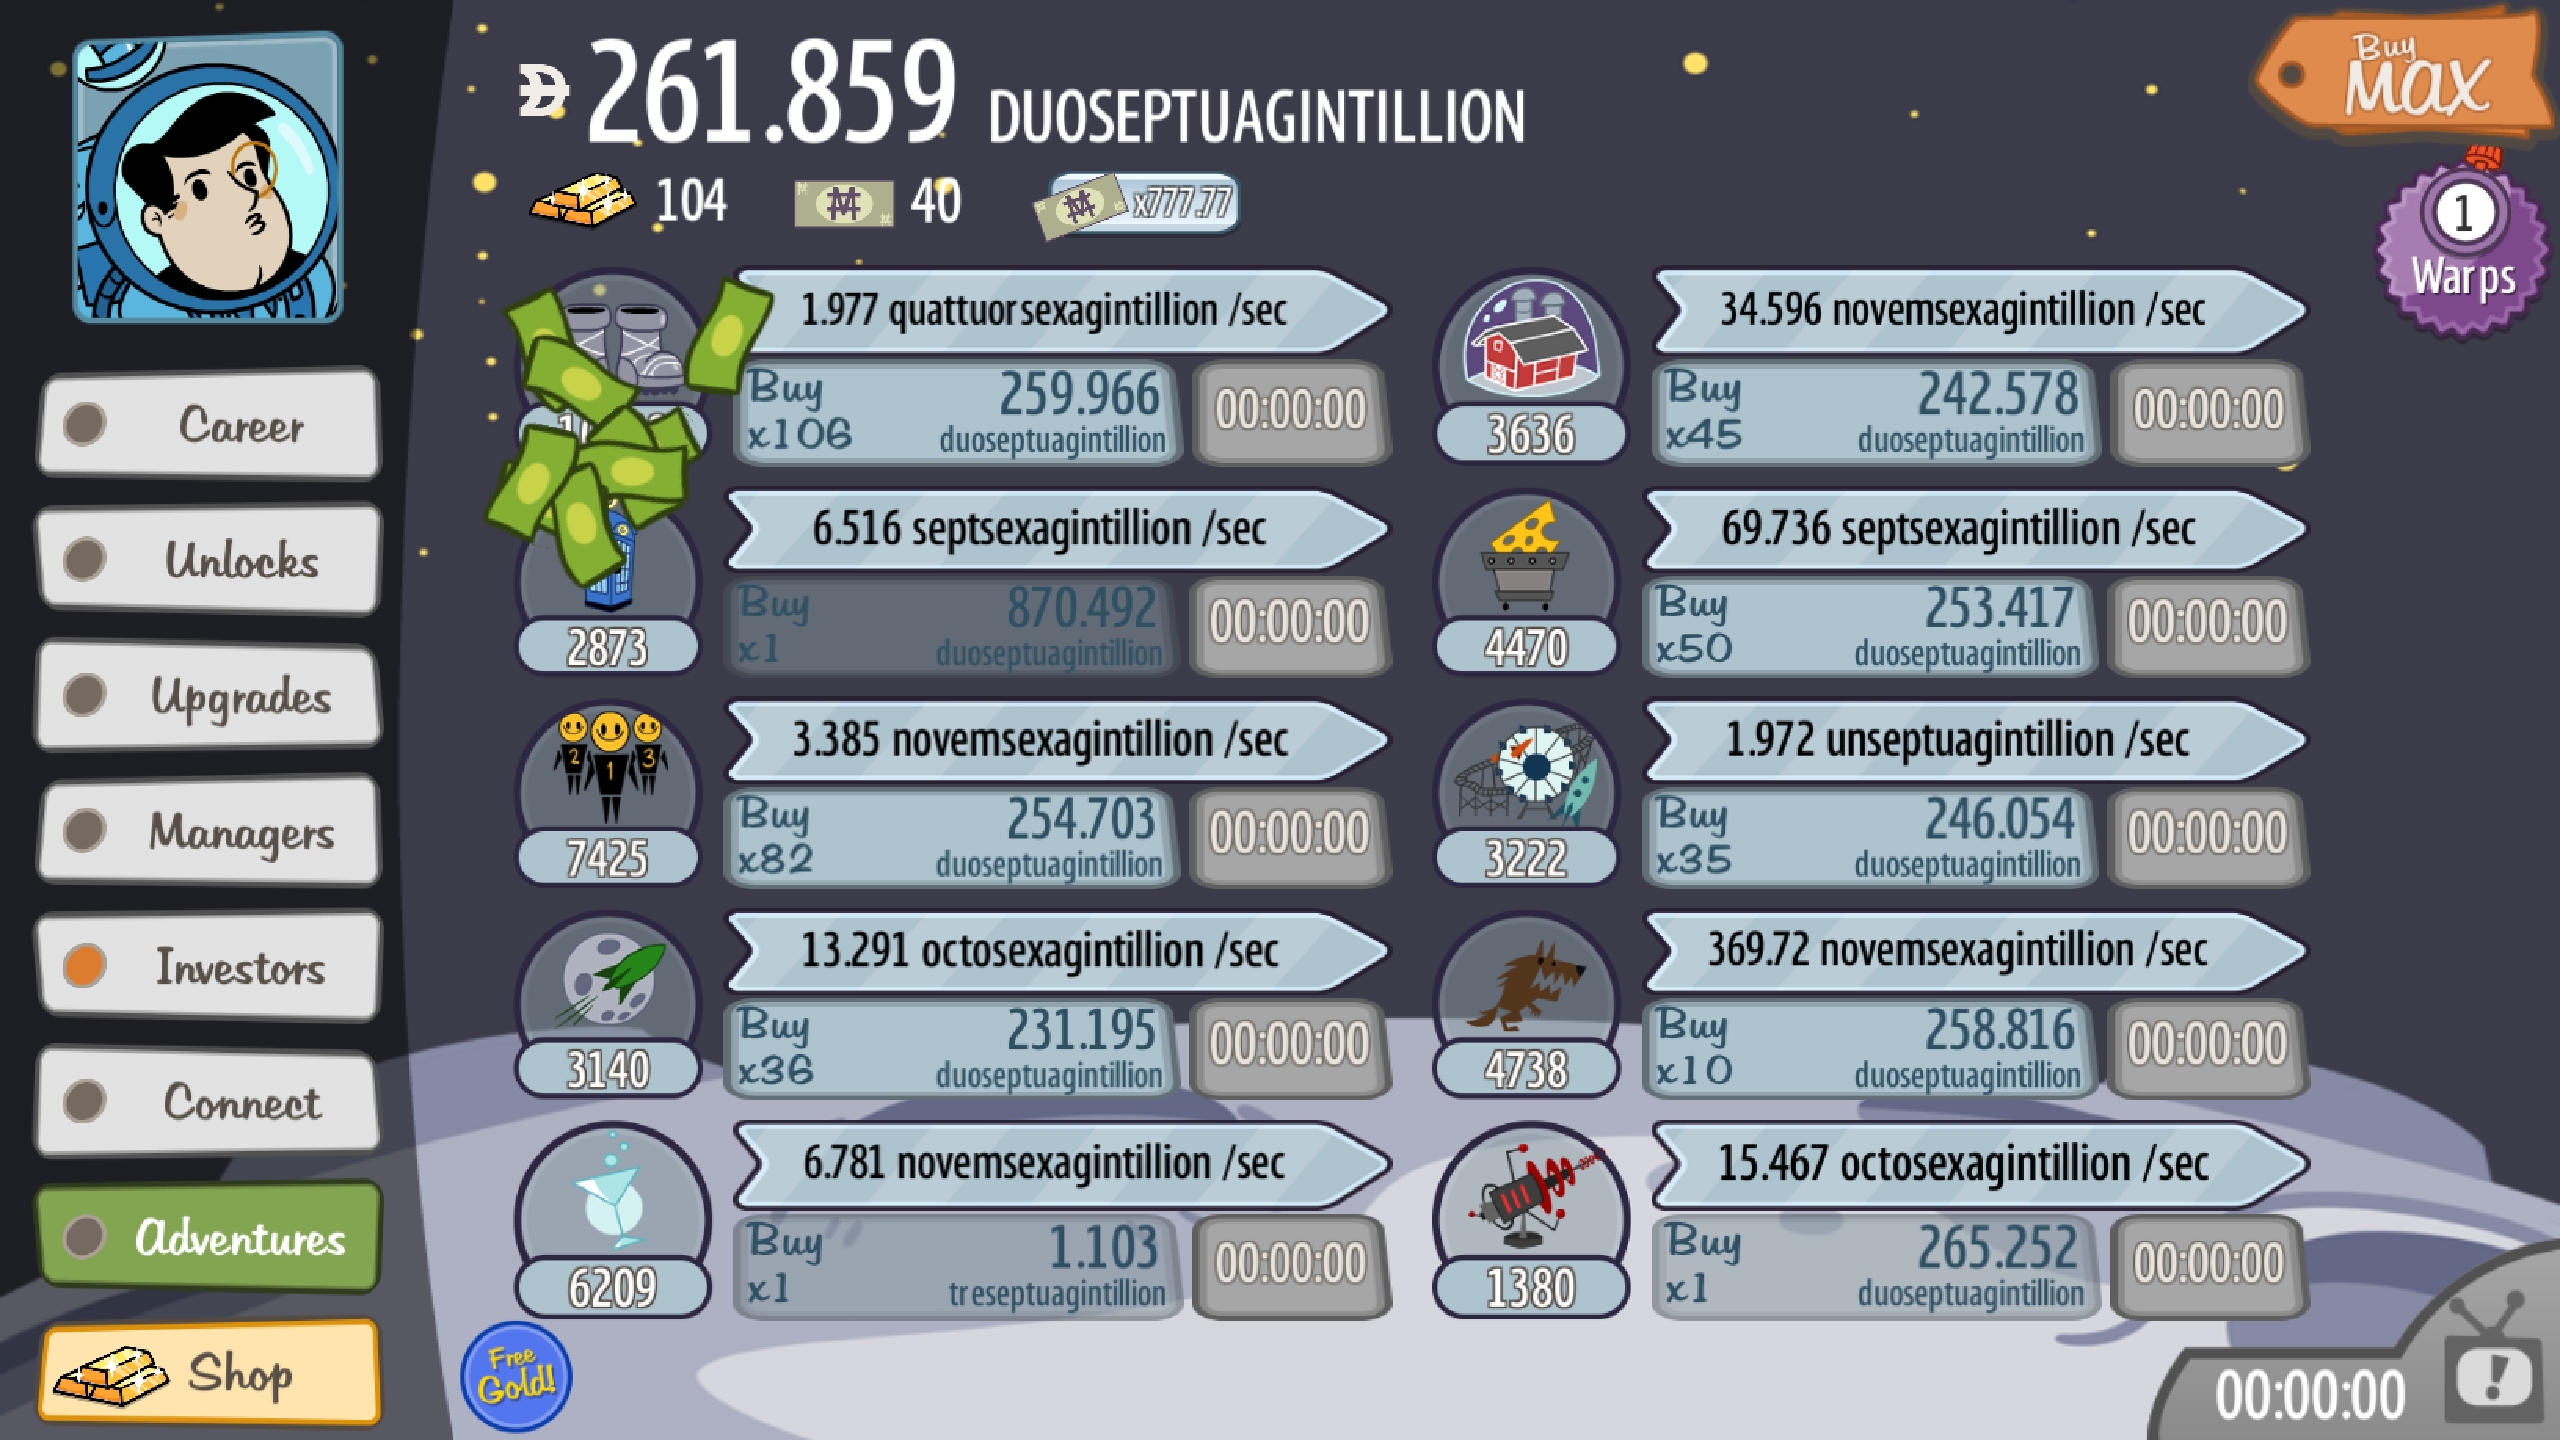 261.859 DUOSEPTUAGINTILLION
Buy
MAX
104
40
x777.77
1
Warps
Career
Unlocks
Upgrades
Managers
Investors
Connect
Adventures
Shop
1.977 quattuorsexagintillion /sec
Buy
x106
259.966
duoseptuagintillion
00:00:00
6.516 septsexagintillion /sec
2873
Buy
x1
870.492
duoseptuagintillion
00:00:00
2
1
3
3.385 novemsexagintillion /sec
7425
Buy
x82
254.703
duoseptuagintillion
00:00:00
13.291 octosexagintillion /sec
3140
Buy
x36
231.195
duoseptuagintillion
00:00:00
6.781 novemsexagintillion /sec
6209
Buy
x1
1.103
treseptuagintillion
00:00:00
34.596 novemsexagintillion /sec
3636
Buy
x45
242.578
duoseptuagintillion
00:00:00
69.736 septsexagintillion /sec
4470
Buy
x50
253.417
duoseptuagintillion
00:00:00
1.972 unseptuagintillion /sec
3222
Buy
x35
246.054
duoseptuagintillion
00:00:00
369.72 novemsexagintillion /sec
4738
Buy
x10
258.816
duoseptuagintillion
00:00:00
15.467 octosexagintillion /sec
1380
Buy
x1
265.252
duoseptuagintillion
00:00:00
Free
Gold!
00:00:00
!